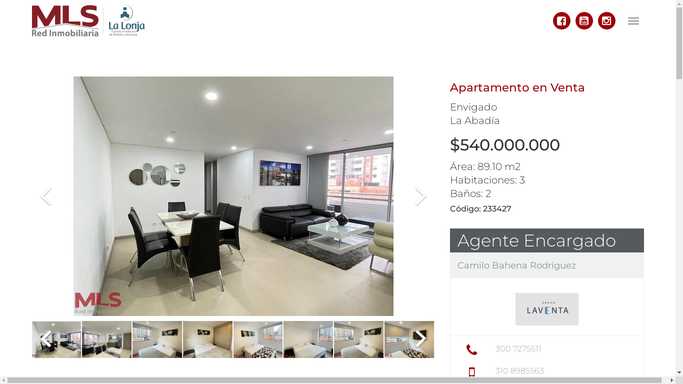 MLS
Red Inmobiliaria
La Lonja
Apartamento en Venta
Envigado
La Abadía
$540.000.000
Área: 89.10 m2
Habitaciones: 3
Baños: 2
Código: 233427
MLS
Agente Encargado
Camilo Bahena Rodriguez
LAVENTA
300 7275611
310 8985563